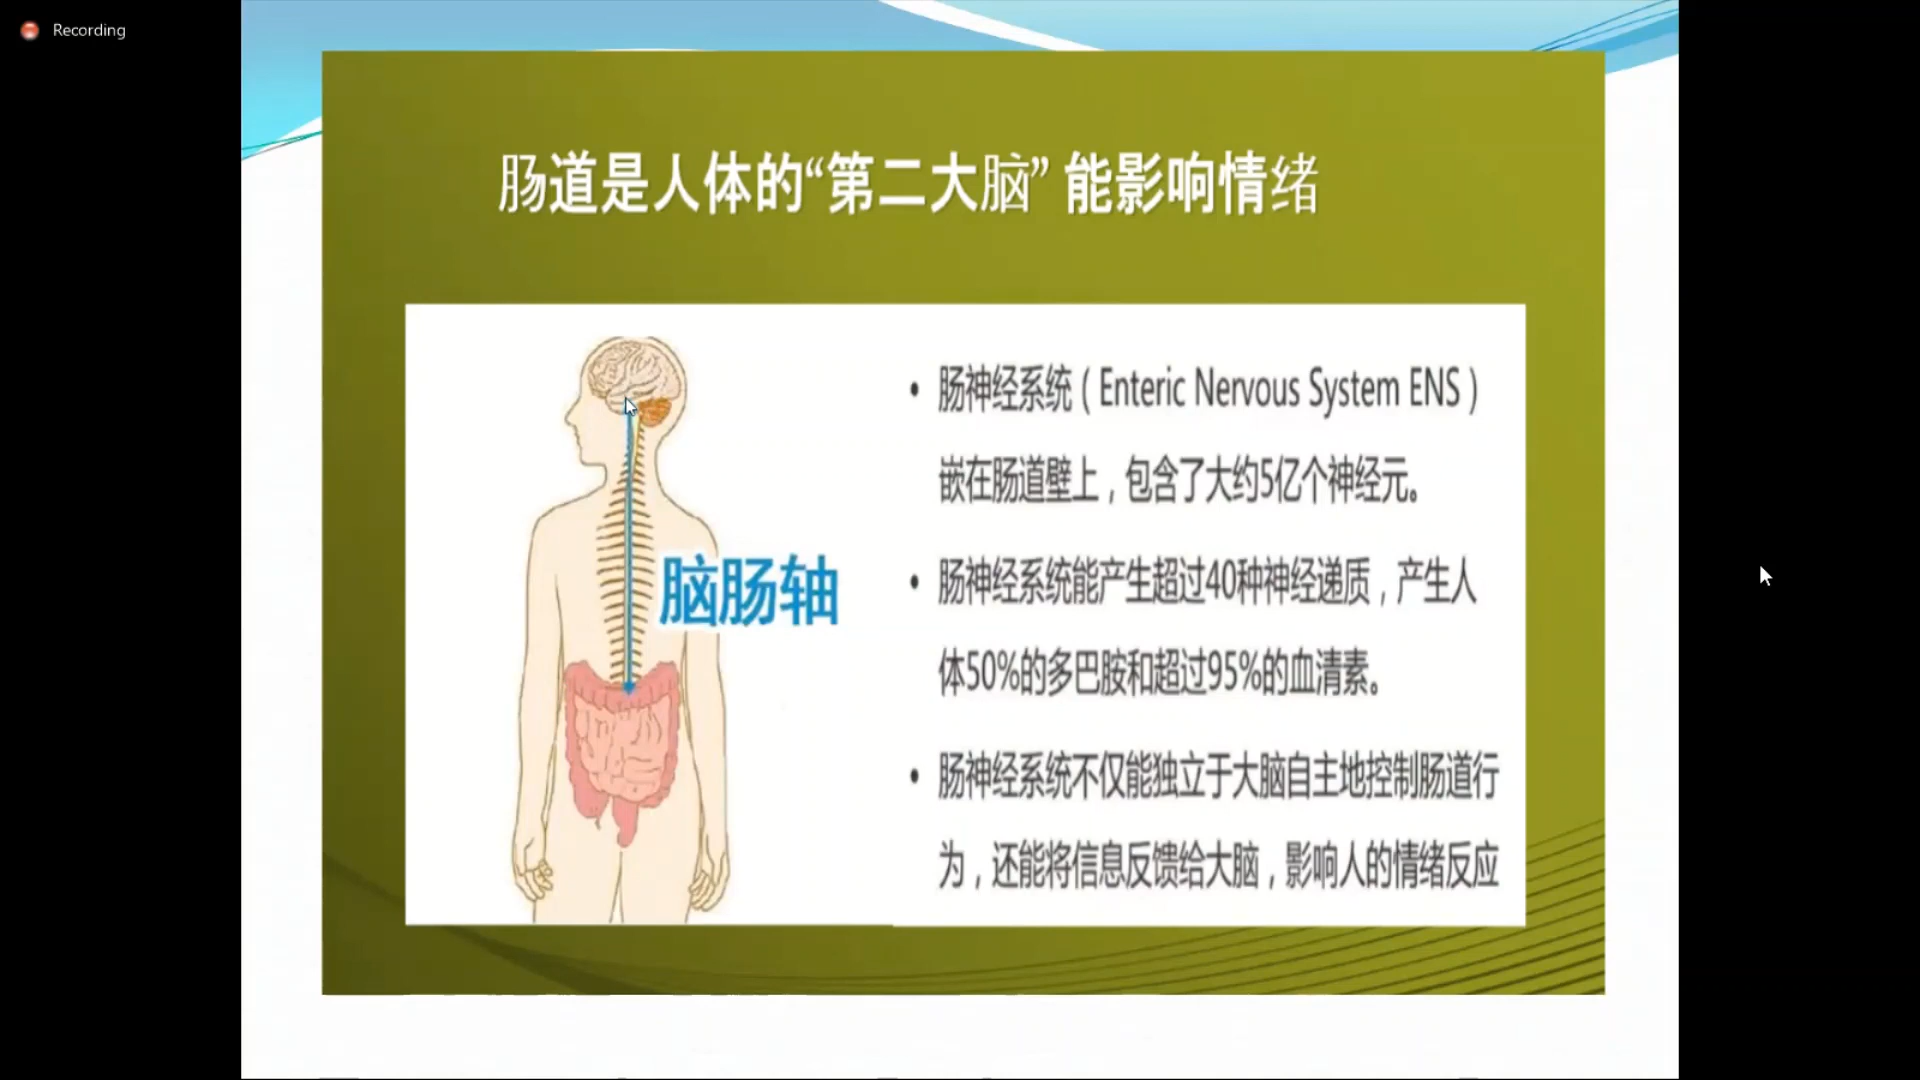 Recording
肠道是人体的“第二大脑” 能影响情绪
脑肠轴
• 肠神经系统（Enteric Nervous System ENS）
嵌在肠道壁上，包含了大约5亿个神经元。
• 肠神经系统能产生超过40种神经递质，产生人
体50%的多巴胺和超过95%的血清素。
• 肠神经系统不仅能独立于大脑自主地控制肠道行
为，还能将信息反馈给大脑，影响人的情绪反应